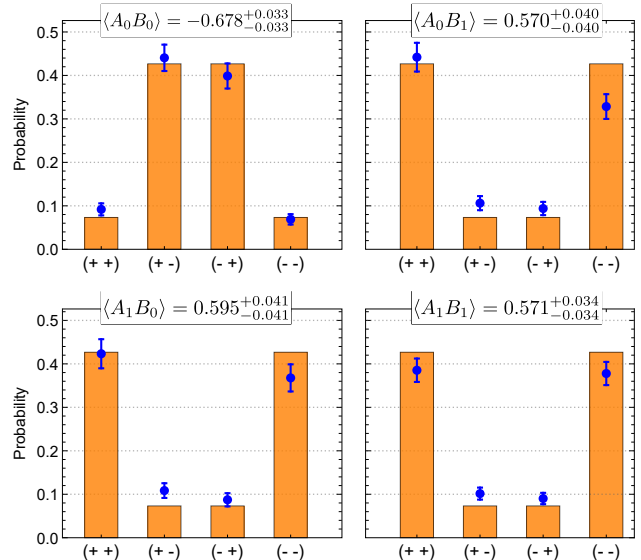 ⟨A₀B₀⟩ = −0.678⁺⁰·⁰³³₋₀.₀₃₃
⟨A₀B₁⟩ = 0.570⁺⁰·⁰⁴⁰₋₀.₀₄₀
Probability
0.5
0.4
0.3
0.2
0.1
0.0
(+ +) (+ -) (- +) (- -)
(+ +) (+ -) (- +) (- -)
⟨A₁B₀⟩ = 0.595⁺⁰·⁰⁴¹₋₀.₀₄₁
⟨A₁B₁⟩ = 0.571⁺⁰·⁰³⁴₋₀.₀₃₄
Probability
0.5
0.4
0.3
0.2
0.1
0.0
(+ +) (+ -) (- +) (- -)
(+ +) (+ -) (- +) (- -)